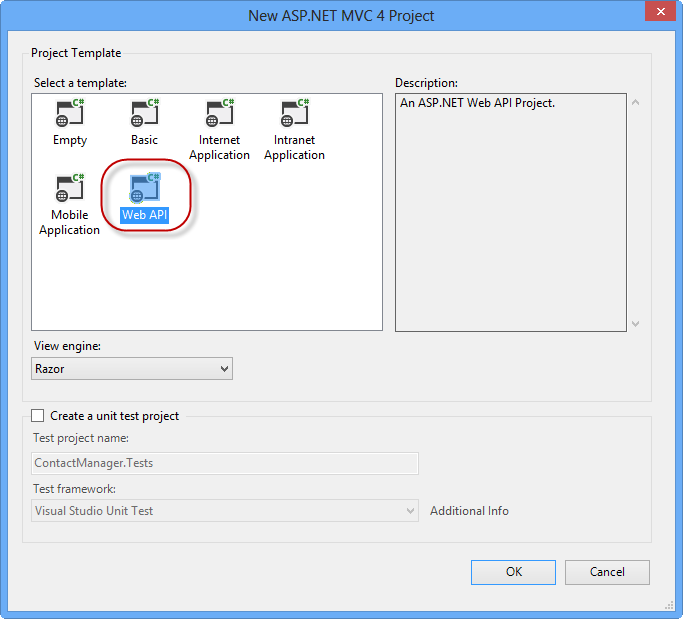 New ASP.NET MVC 4 Project
Project Template
Select a template:
Description:
C# C# C# C#
Empty Basic Internet Application Intranet Application
C# C#
Mobile Application Web API
An ASP.NET Web API Project.
View engine:
Razor
Create a unit test project
Test project name:
ContactManager.Tests
Test framework:
Visual Studio Unit Test
Additional Info
OK
Cancel